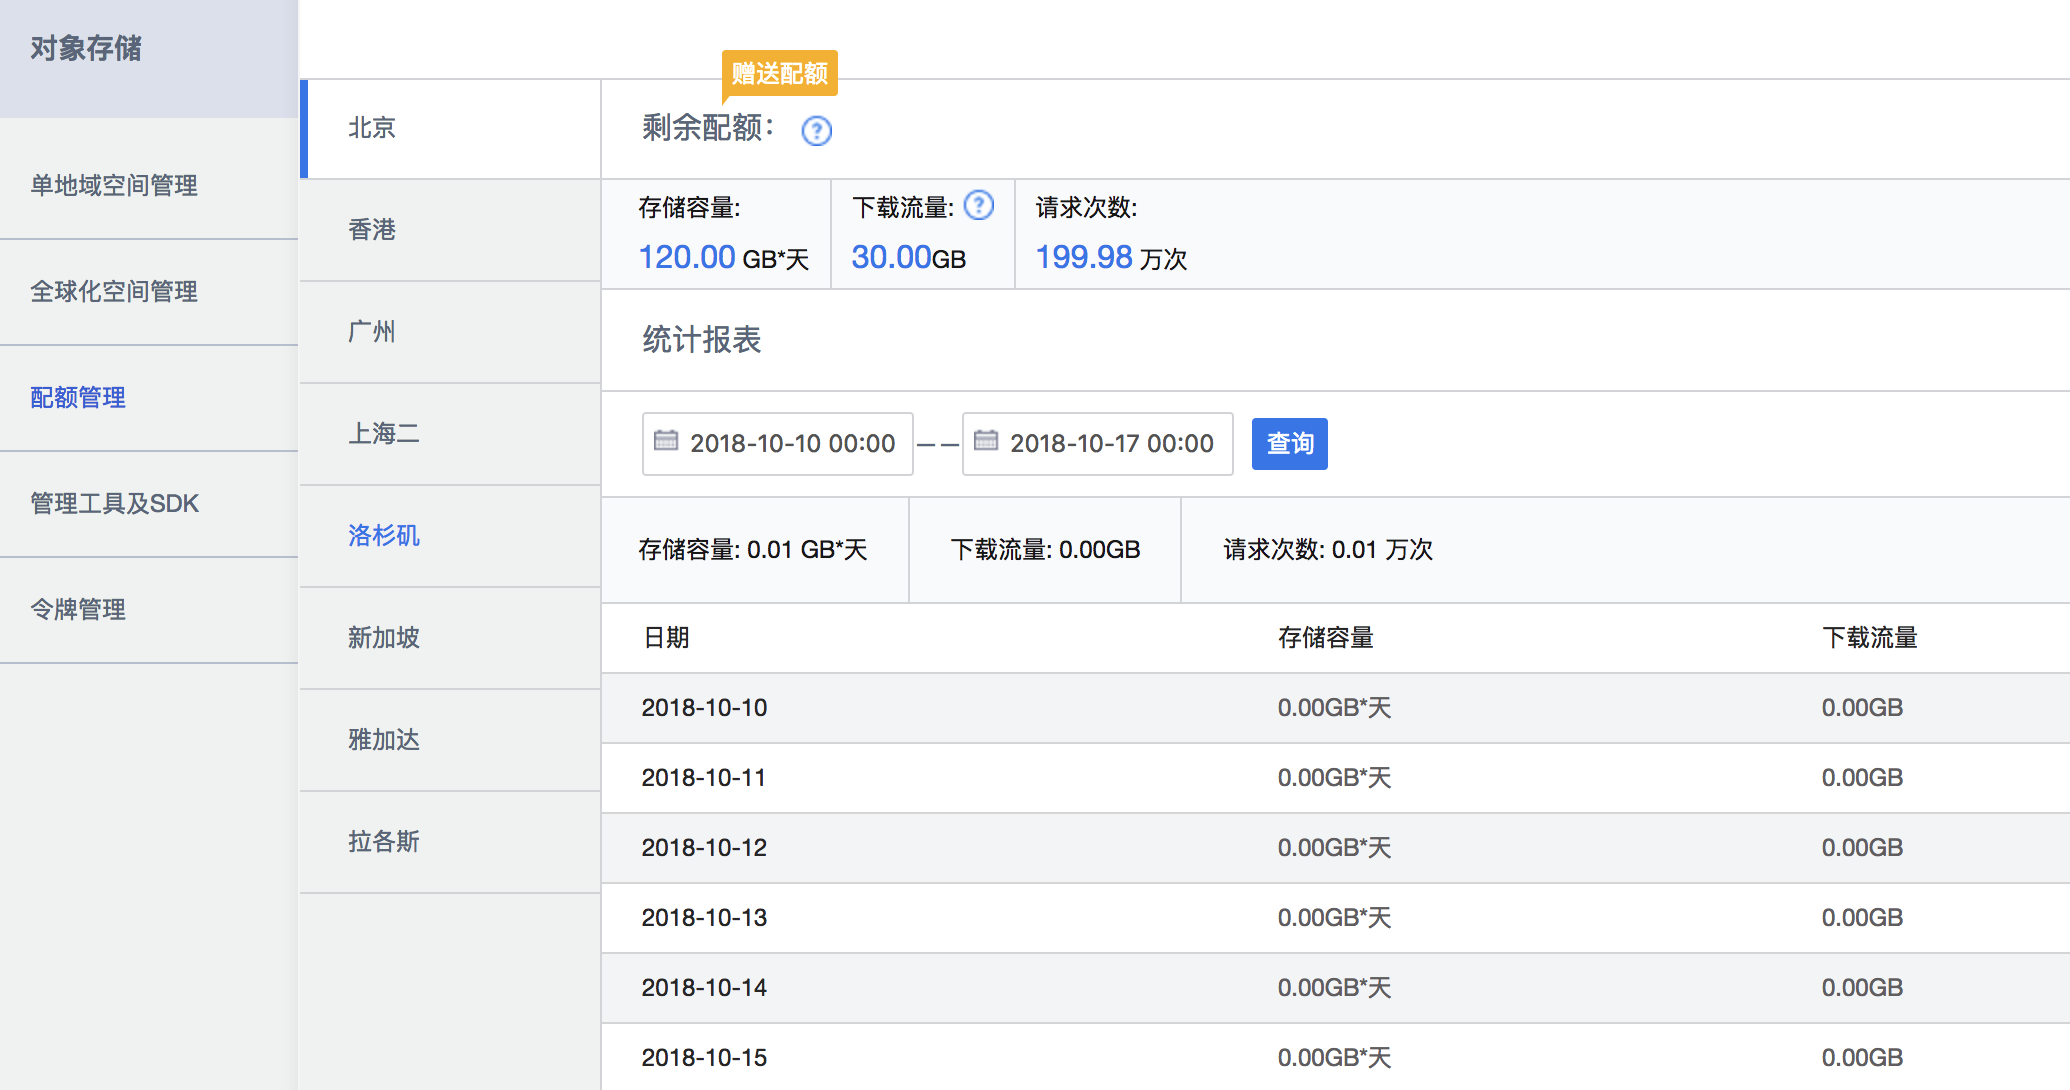 对象存储
单地域空间管理
全球化空间管理
配额管理
管理工具及SDK
令牌管理
北京
香港
广州
上海二
洛杉矶
新加坡
雅加达
拉各斯
赠送配额
剩余配额： ?
存储容量: 下载流量: ? 请求次数:
120.00 GB*天 30.00GB 199.98 万次
统计报表
2018-10-10 00:00 —— 2018-10-17 00:00 查询
存储容量: 0.01 GB*天 下载流量: 0.00GB 请求次数: 0.01 万次
日期 存储容量 下载流量
2018-10-10 0.00GB*天 0.00GB
2018-10-11 0.00GB*天 0.00GB
2018-10-12 0.00GB*天 0.00GB
2018-10-13 0.00GB*天 0.00GB
2018-10-14 0.00GB*天 0.00GB
2018-10-15 0.00GB*天 0.00GB